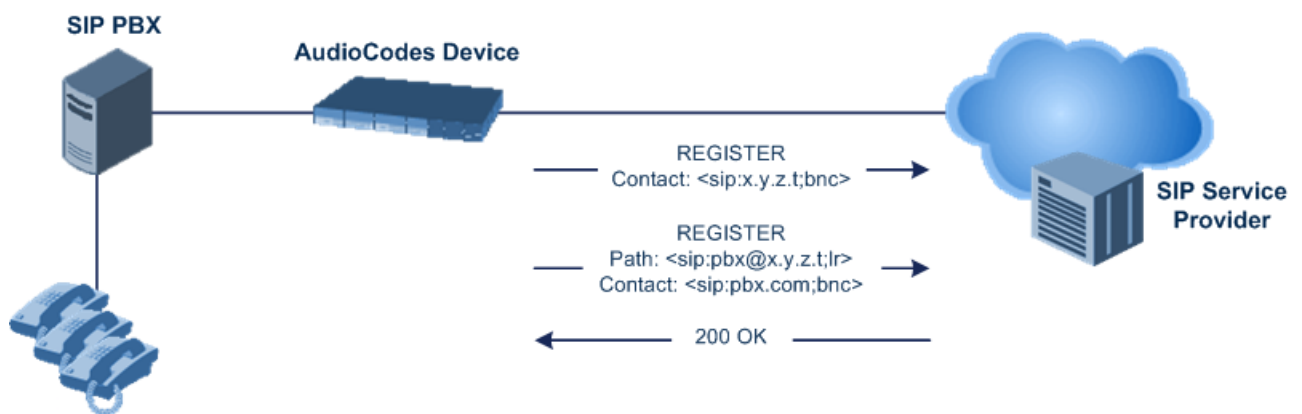 SIP PBX
AudioCodes Device
REGISTER
Contact: <sip:x.y.z.t;bnc>
SIP Service
Provider
REGISTER
Path: <sip:pbx@x.y.z.t;lr>
Contact: <sip:pbx.com;bnc>
200 OK